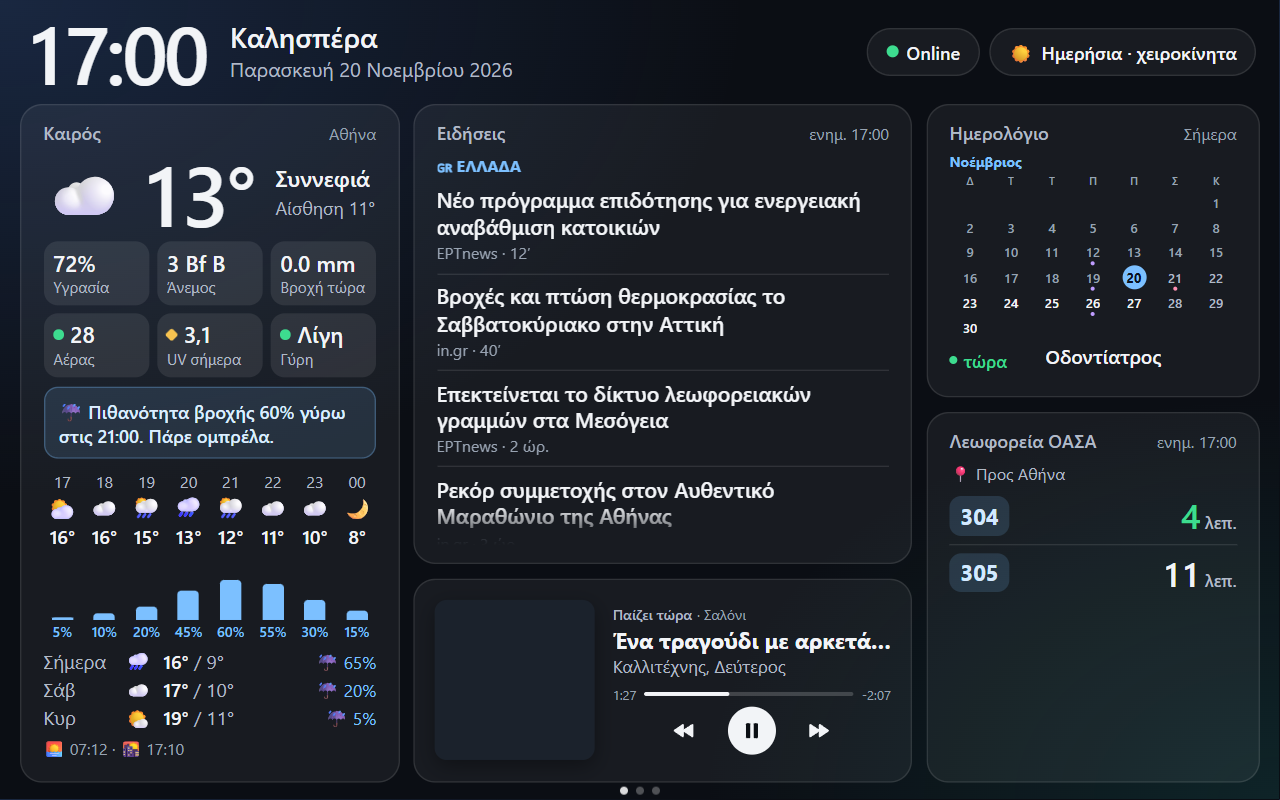 17:00
Καλησπέρα
Παρασκευή 20 Νοεμβρίου 2026
Online
Ημερήσια · χειροκίνητα
Καιρός
Αθήνα
13°
Συννεφιά
Αίσθηση 11°
72%
Υγρασία
3 Bf Β
Άνεμος
0.0 mm
Βροχή τώρα
28
Αέρας
3,1
UV σήμερα
Λίγη
Γύρη
Πιθανότητα βροχής 60% γύρω
στις 21:00. Πάρε ομπρέλα.
17 18 19 20 21 22 23 00
16° 16° 15° 13° 12° 11° 10° 8°
5% 10% 20% 45% 60% 55% 30% 15%
Σήμερα 16° / 9° 65%
Σάβ 17° / 10° 20%
Κυρ 19° / 11° 5%
07:12 · 17:10
Ειδήσεις
ενημ. 17:00
GR ΕΛΛΑΔΑ
Νέο πρόγραμμα επιδότησης για ενεργειακή
αναβάθμιση κατοικιών
ΕΡΤnews · 12′
Βροχές και πτώση θερμοκρασίας το
Σαββατοκύριακο στην Αττική
in.gr · 40′
Επεκτείνεται το δίκτυο λεωφορειακών
γραμμών στα Μεσόγεια
ΕΡΤnews · 2 ώρ.
Ρεκόρ συμμετοχής στον Αυθεντικό
Μαραθώνιο της Αθήνας
Παίζει τώρα · Σαλόνι
Ένα τραγούδι με αρκετά…
Καλλιτέχνης, Δεύτερος
1:27
-2:07
Ημερολόγιο
Σήμερα
Νοέμβριος
Δ Τ Τ Π Π Σ Κ
1
2 3 4 5 6 7 8
9 10 11 12 13 14 15
16 17 18 19 20 21 22
23 24 25 26 27 28 29
30
τώρα
Οδοντίατρος
Λεωφορεία ΟΑΣΑ
ενημ. 17:00
Προς Αθήνα
304
4 λεπ.
305
11 λεπ.